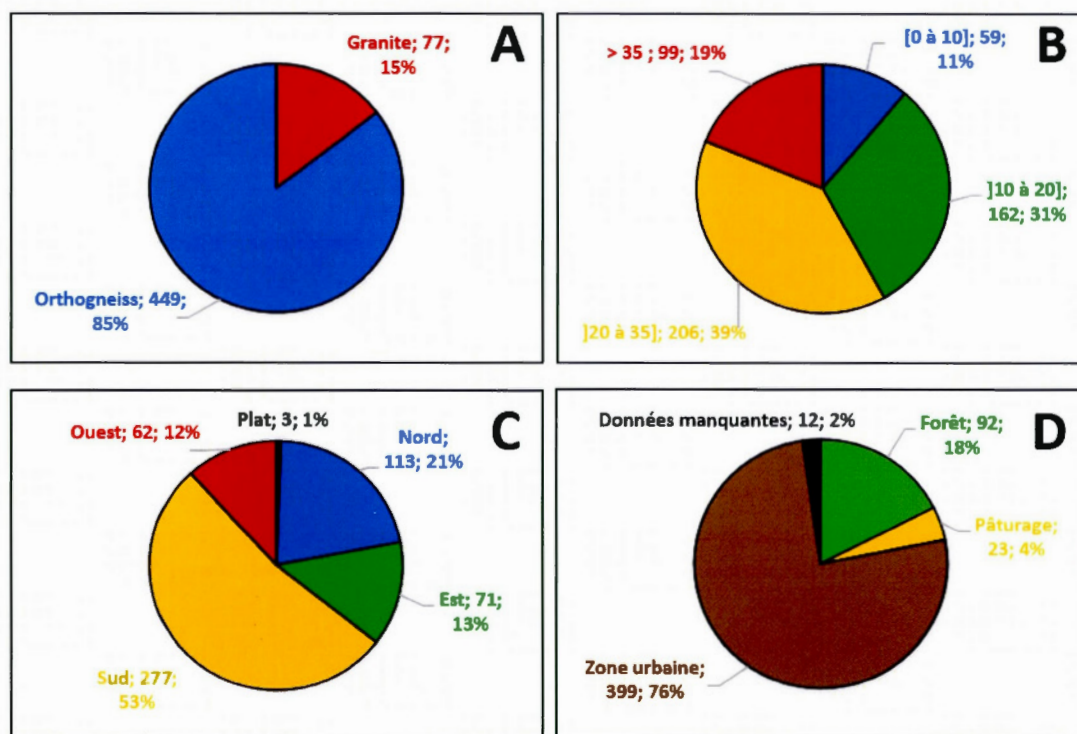 Granite; 77;
15%
A
Orthogneiss; 449;
85%
> 35 ; 99; 19%
[0 à 10]; 59;
11%
B
]10 à 20];
162; 31%
]20 à 35]; 206; 39%
Plat; 3; 1%
Ouest; 62; 12%
Nord;
113; 21%
C
Est; 71;
13%
Sud; 277;
53%
Données manquantes; 12; 2%
Forêt; 92;
18%
D
Pâturage;
23; 4%
Zone urbaine;
399; 76%